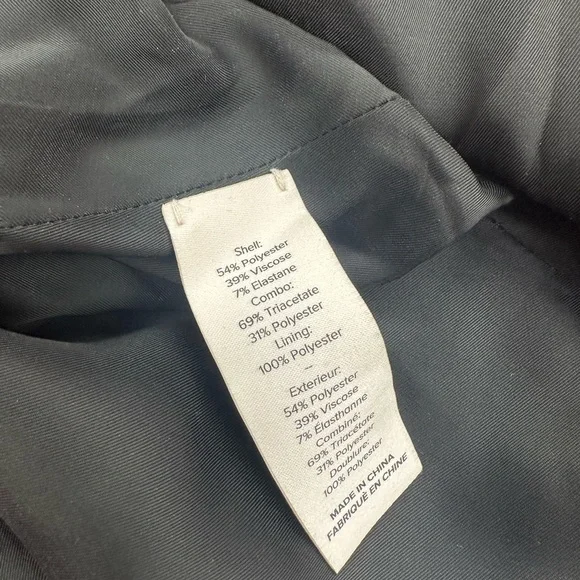 Shell:
54% Polyester
39% Viscose
7% Elastane
Combo:
69% Triacetate
31% Polyester
Lining:
100% Polyester
–
Exterieur:
54% Polyester
39% Viscose
7% Élasthanne
Combiné:
69% Triacétate
31% Polyester
Doublure:
100% Polyester
MADE IN CHINA
FABRIQUÉ EN CHINE